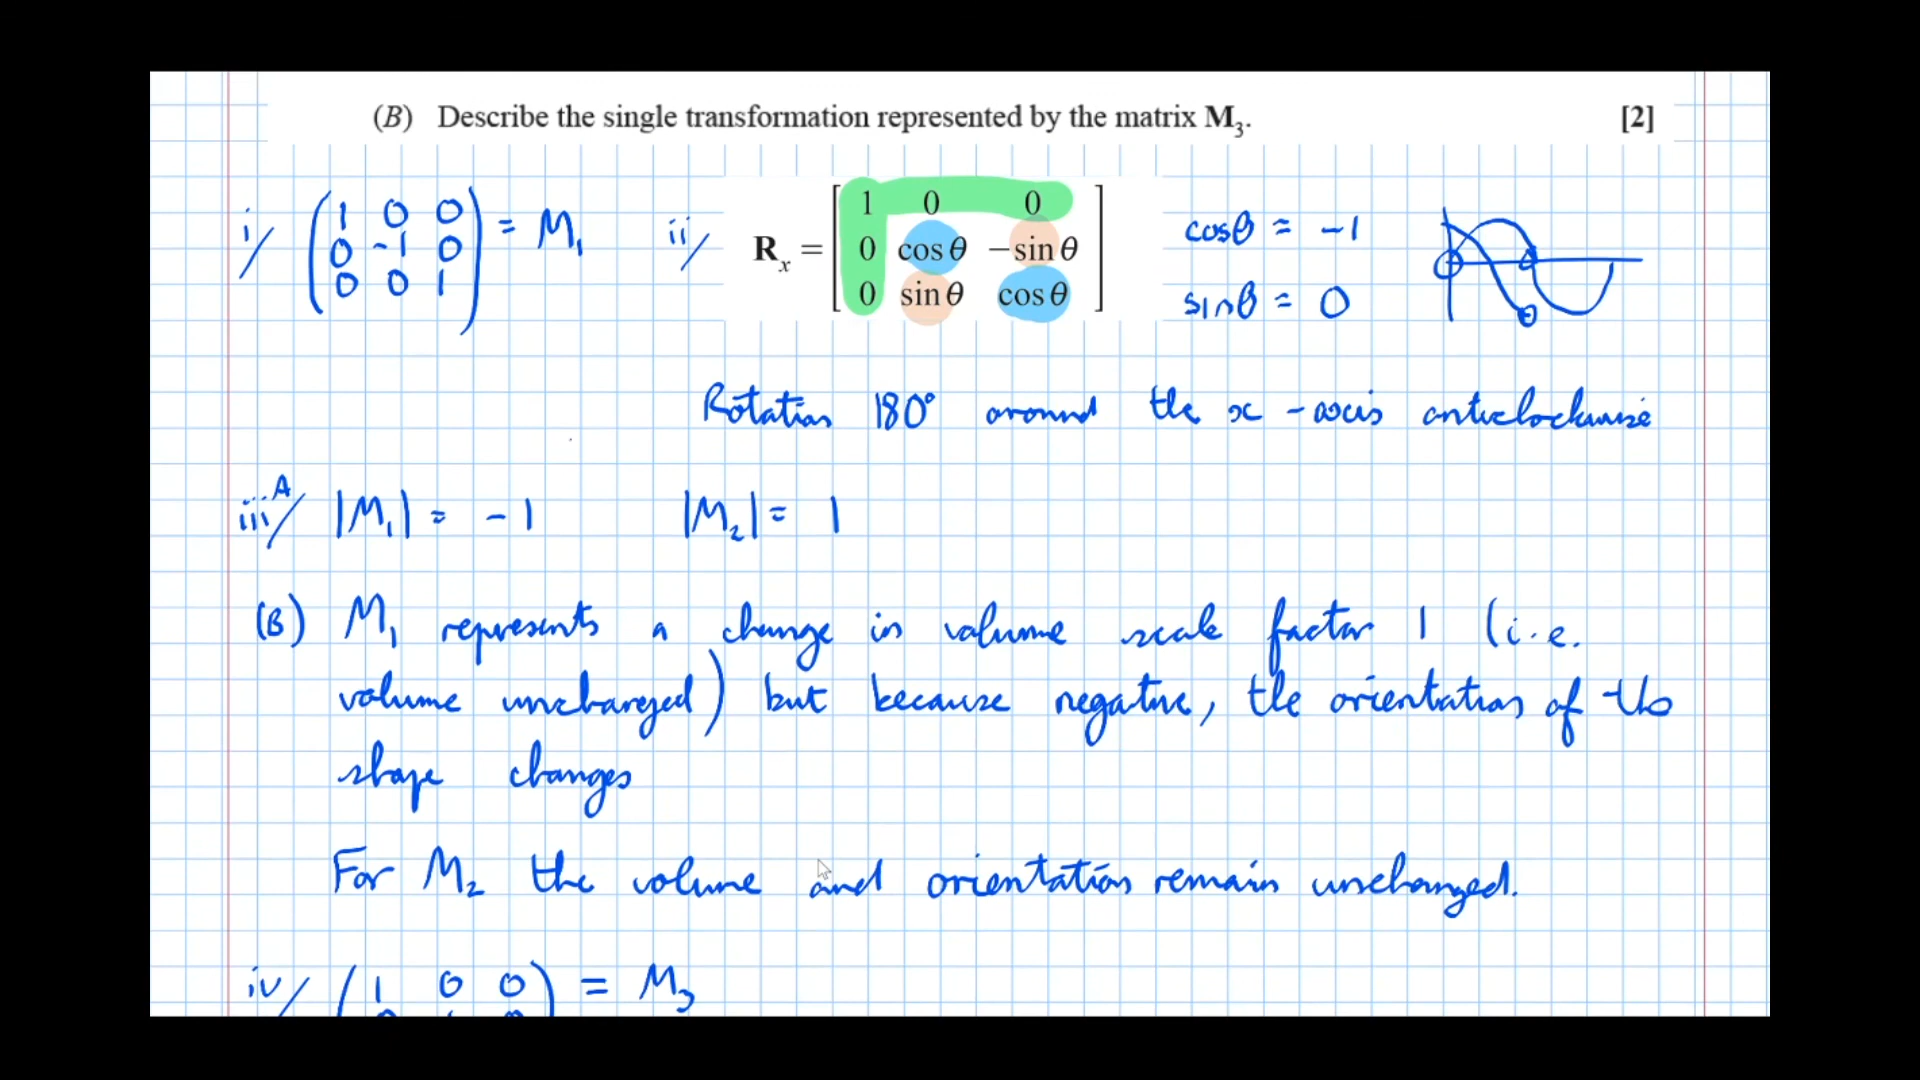 (B) Describe the single transformation represented by the matrix M₃. [2]
i/ (1 0 0
0 -1 0
0 0 1) = M₁
ii/ Rₓ = [1 0 0
0 cos θ −sin θ
0 sin θ cos θ]
cosθ = -1
sinθ = 0
Rotation 180° around the x-axis anticlockwise
iii A/ |M₁| = -1 |M₂| = 1
(B) M₁ represents a change in volume scale factor 1 (i.e.
volume unchanged) but because negative, the orientation of the
shape changes
For M₂ the volume and orientation remain unchanged.
iv/ (1 0 0) = M₃